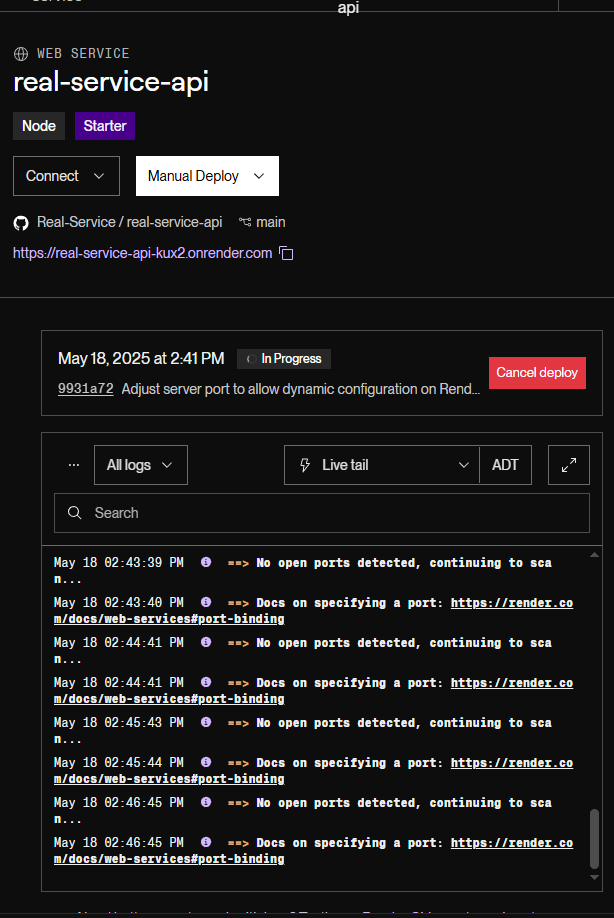 api
WEB SERVICE
real-service-api
Node Starter
Connect Manual Deploy
Real-Service / real-service-api main
https://real-service-api-kux2.onrender.com
May 18, 2025 at 2:41 PM In Progress
Cancel deploy
9931a72 Adjust server port to allow dynamic configuration on Rend...
... All logs Live tail ADT
Search
May 18 02:43:39 PM ==> No open ports detected, continuing to sca
n...
May 18 02:43:40 PM ==> Docs on specifying a port: https://render.co
m/docs/web-services#port-binding
May 18 02:44:41 PM ==> No open ports detected, continuing to sca
n...
May 18 02:44:41 PM ==> Docs on specifying a port: https://render.co
m/docs/web-services#port-binding
May 18 02:45:43 PM ==> No open ports detected, continuing to sca
n...
May 18 02:45:44 PM ==> Docs on specifying a port: https://render.co
m/docs/web-services#port-binding
May 18 02:46:45 PM ==> No open ports detected, continuing to sca
n...
May 18 02:46:45 PM ==> Docs on specifying a port: https://render.co
m/docs/web-services#port-binding